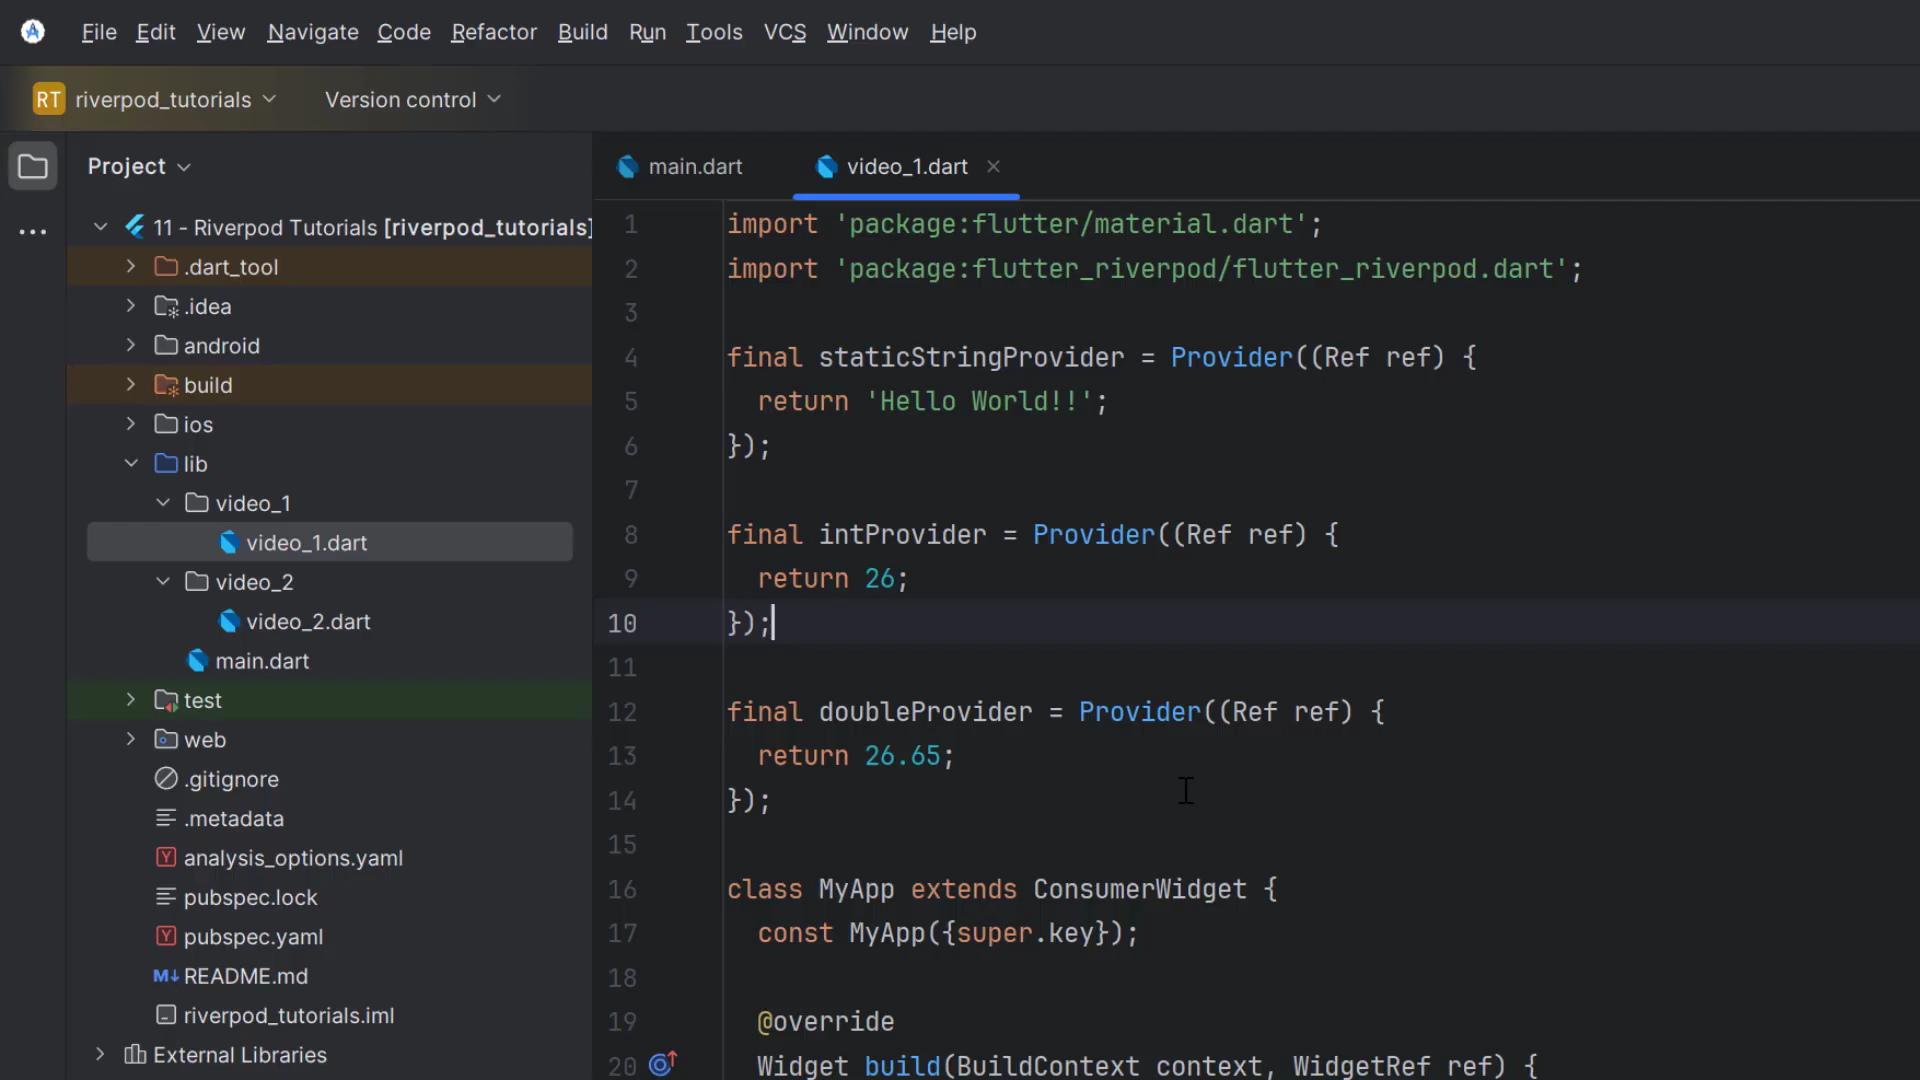 File Edit View Navigate Code Refactor Build Run Tools VCS Window Help
RT riverpod_tutorials Version control
Project
11 - Riverpod Tutorials [riverpod_tutorials]
.dart_tool
.idea
android
build
ios
lib
video_1
video_1.dart
video_2
video_2.dart
main.dart
test
web
.gitignore
.metadata
analysis_options.yaml
pubspec.lock
pubspec.yaml
README.md
riverpod_tutorials.iml
External Libraries
main.dart video_1.dart
1 import 'package:flutter/material.dart';
2 import 'package:flutter_riverpod/flutter_riverpod.dart';
3
4 final staticStringProvider = Provider((Ref ref) {
5 return 'Hello World!!';
6 });
7
8 final intProvider = Provider((Ref ref) {
9 return 26;
10 });
11
12 final doubleProvider = Provider((Ref ref) {
13 return 26.65;
14 });
15
16 class MyApp extends ConsumerWidget {
17 const MyApp({super.key});
18
19 @override
20 Widget build(BuildContext context, WidgetRef ref) {